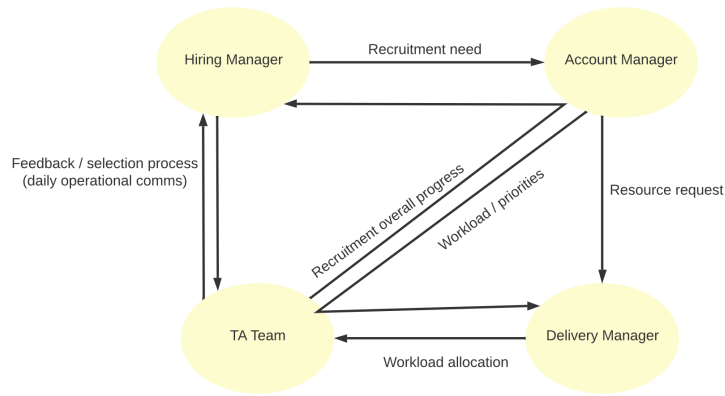 Recruitment need
Hiring Manager
Account Manager
Feedback / selection process
(daily operational comms)
Recruitment overall progress
Workload / priorities
Resource request
TA Team
Delivery Manager
Workload allocation